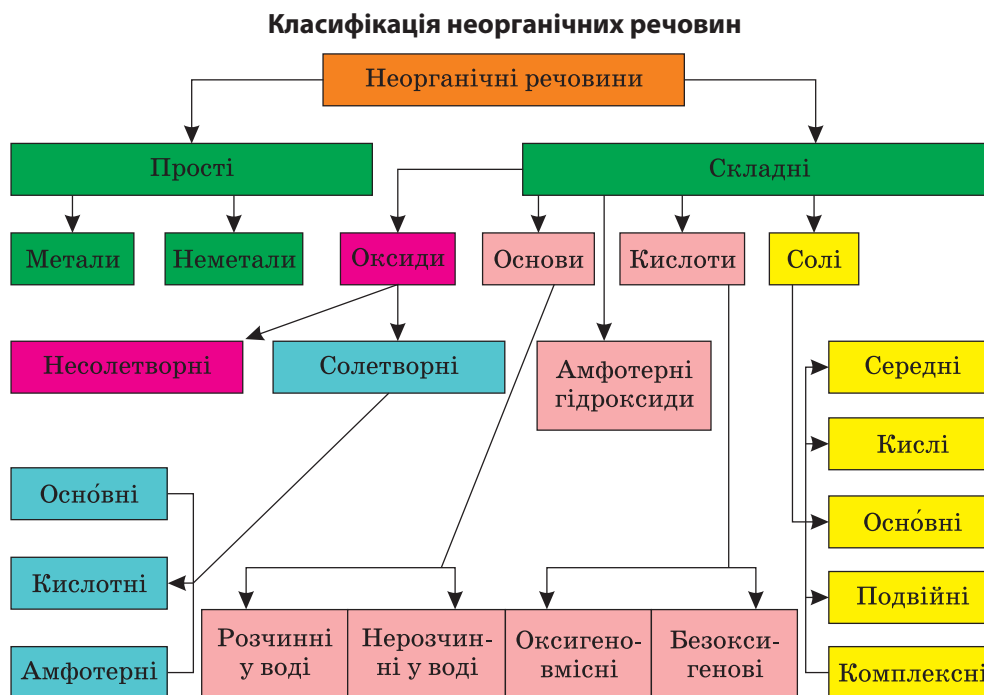 Класифікація неорганічних речовин
Неорганічні речовини
Прості
Складні
Метали
Неметали
Оксиди
Основи
Кислоти
Солі
Несолетворні
Солетворні
Амфотерні
гідроксиди
Середні
Кислі
Осно́вні
Подвійні
Комплексні
Осно́вні
Кислотні
Амфотерні
Розчинні
у воді
Нерозчин-
ні у воді
Оксигено-
вмісні
Безокси-
генові